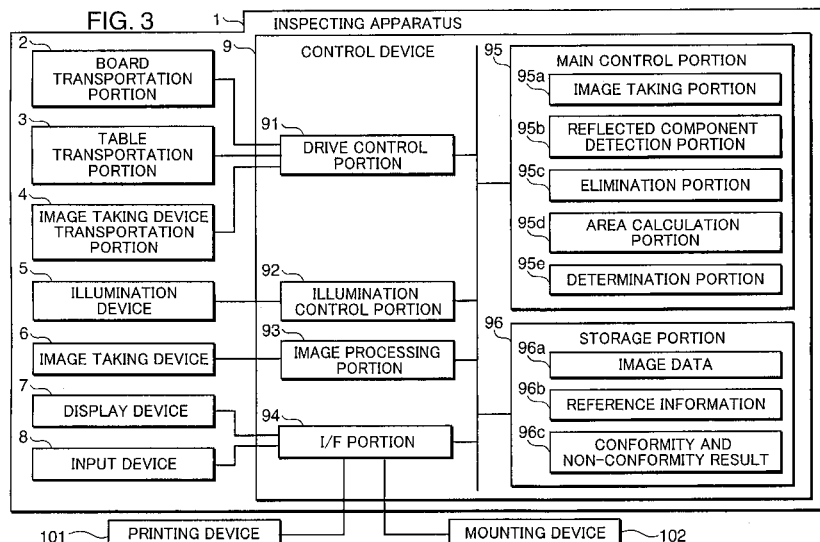 FIG. 3
1
INSPECTING APPARATUS
2
BOARD
TRANSPORTATION
PORTION
3
TABLE
TRANSPORTATION
PORTION
4
IMAGE TAKING DEVICE
TRANSPORTATION
PORTION
5
ILLUMINATION
DEVICE
6
IMAGE TAKING DEVICE
7
DISPLAY DEVICE
8
INPUT DEVICE
9
CONTROL DEVICE
91
DRIVE CONTROL
PORTION
92
ILLUMINATION
CONTROL PORTION
93
IMAGE PROCESSING
PORTION
94
I/F PORTION
95
MAIN CONTROL PORTION
95a
IMAGE TAKING PORTION
95b
REFLECTED COMPONENT
DETECTION PORTION
95c
ELIMINATION PORTION
95d
AREA CALCULATION
PORTION
95e
DETERMINATION PORTION
96
STORAGE PORTION
96a
IMAGE DATA
96b
REFERENCE INFORMATION
96c
CONFORMITY AND
NON-CONFORMITY RESULT
101
PRINTING DEVICE
MOUNTING DEVICE
102